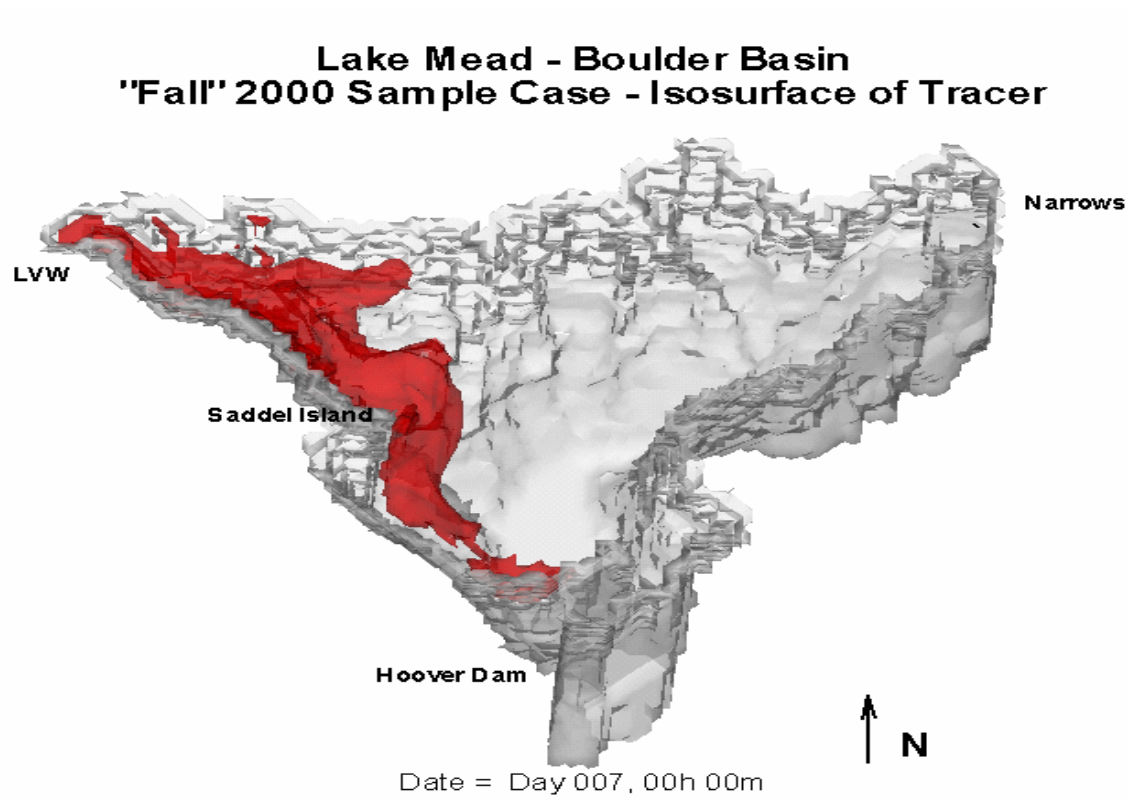 Lake Mead - Boulder Basin
"Fall" 2000 Sample Case - Isosurface of Tracer
Narrows
LVW
Saddel Island
Hoover Dam
N
Date = Day 007, 00h 00m